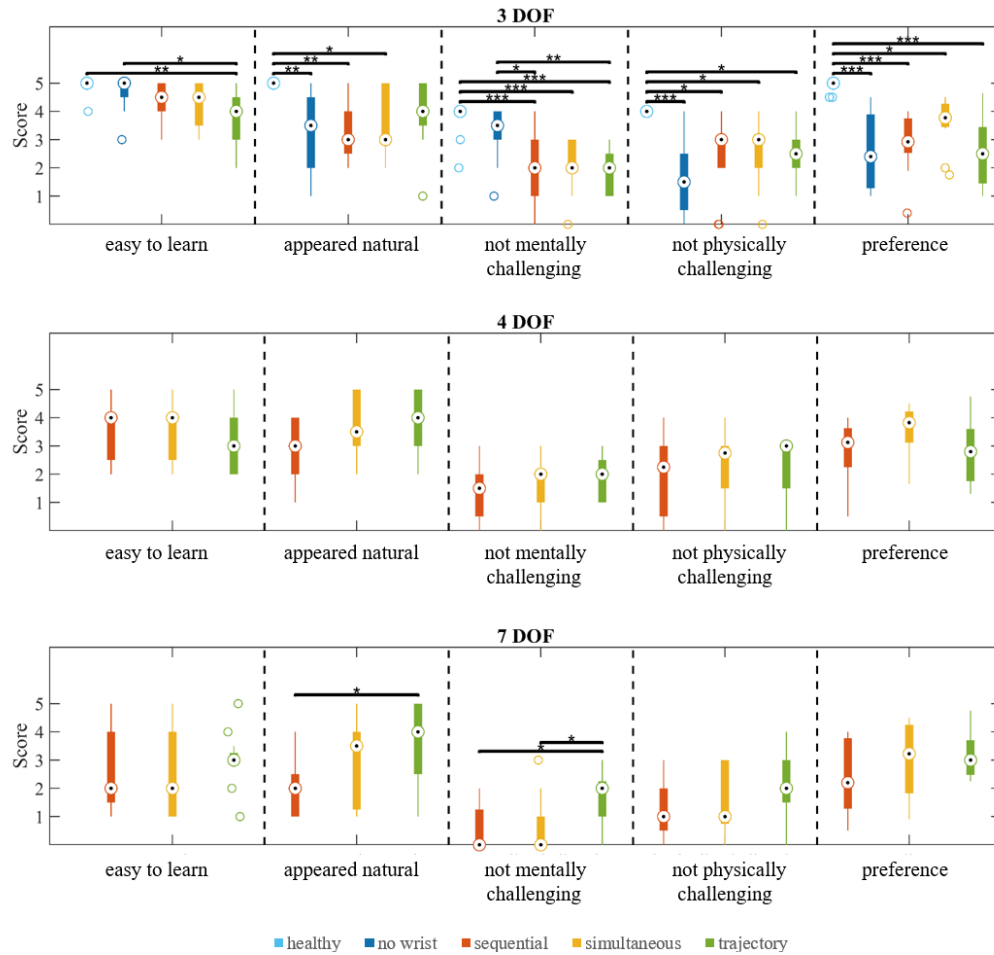 3 DOF
* * ** *** ***
** ** * *** * *
** ** *** * ***
*** *** ***
Score
5
4
3
2
1
easy to learn appeared natural not mentally challenging not physically challenging preference
4 DOF
Score
5
4
3
2
1
easy to learn appeared natural not mentally challenging not physically challenging preference
7 DOF
*
*
*
Score
5
4
3
2
1
easy to learn appeared natural not mentally challenging not physically challenging preference
healthy no wrist sequential simultaneous trajectory